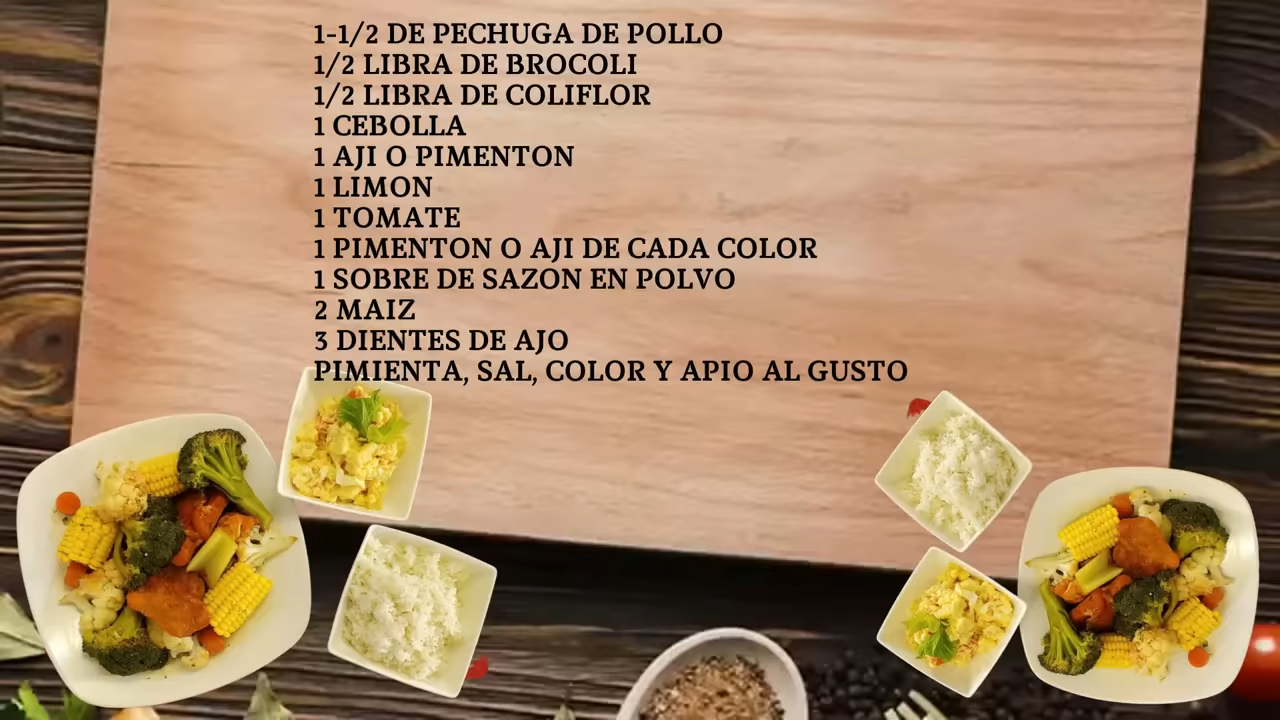 1-1/2 DE PECHUGA DE POLLO
1/2 LIBRA DE BROCOLI
1/2 LIBRA DE COLIFLOR
1 CEBOLLA
1 AJI O PIMENTON
1 LIMON
1 TOMATE
1 PIMENTON O AJI DE CADA COLOR
1 SOBRE DE SAZON EN POLVO
2 MAIZ
3 DIENTES DE AJO
PIMIENTA, SAL, COLOR Y APIO AL GUSTO